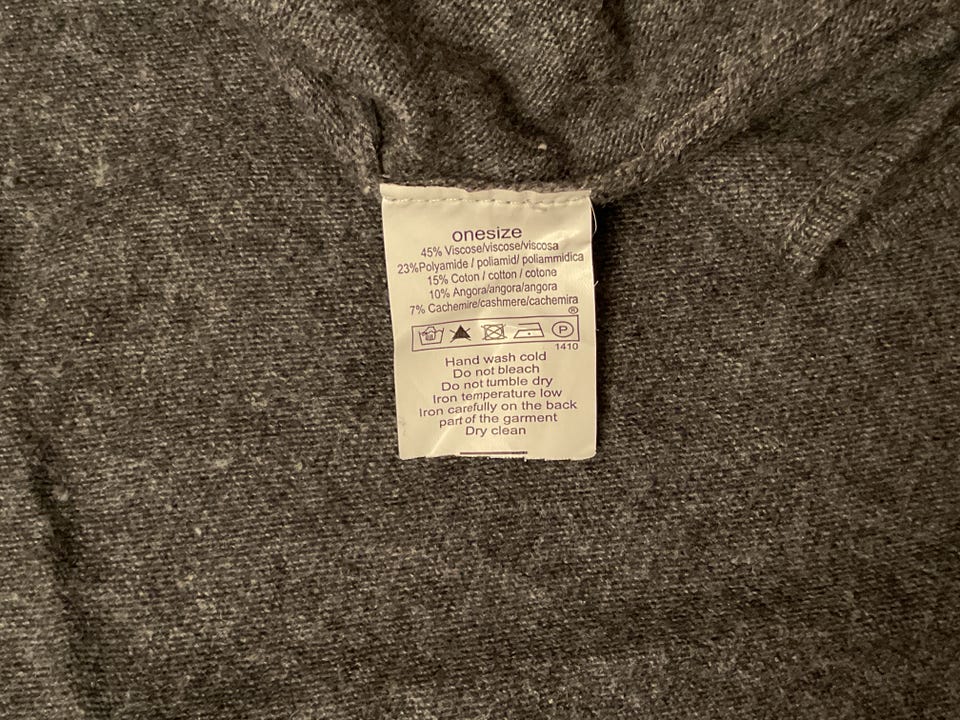 onesize
45% Viscose/viscose/viscosa
23%Polyamide / poliamid/ poliammidica
15% Coton / cotton / cotone
10% Angora/angora/angora
7% Cachemire/cashmere/cachemira
®
P
1410
Hand wash cold
Do not bleach
Do not tumble dry
Iron temperature low
Iron carefully on the back
part of the garment
Dry clean